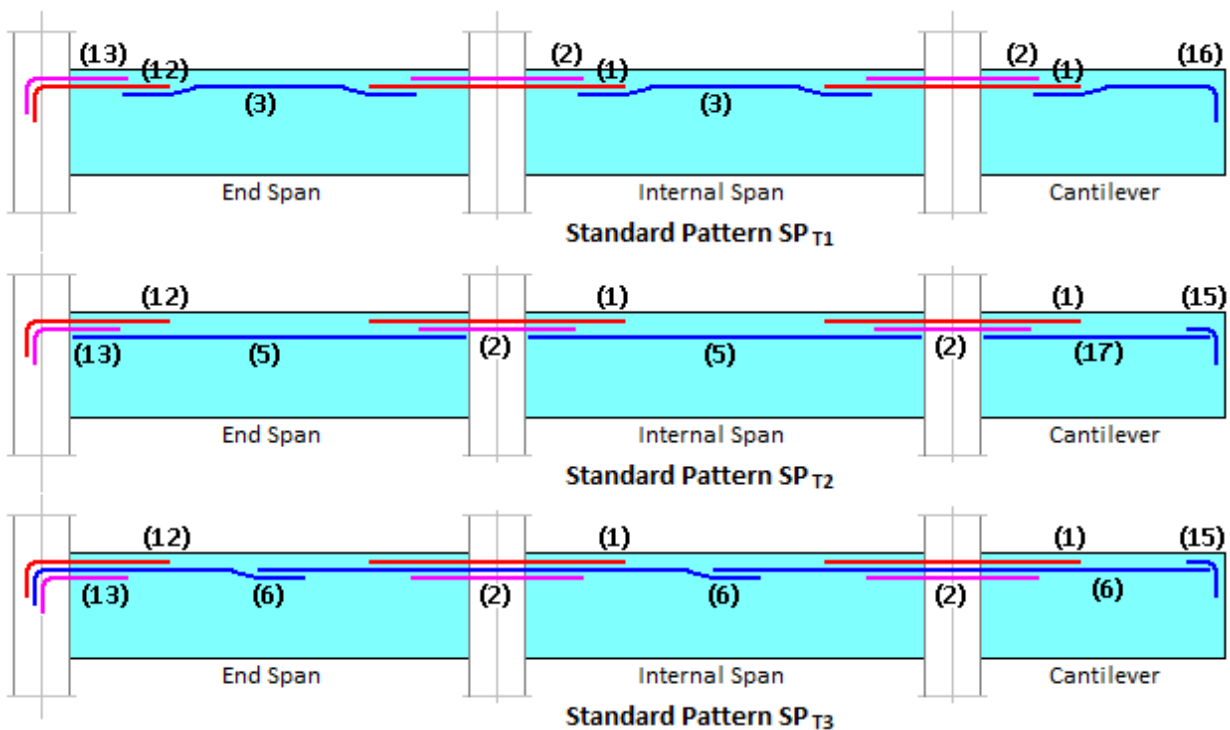 (13) (2) (2) (16)
(12) (1) (1)
(3) (3)
End Span Internal Span Cantilever
Standard Pattern SP T1
(12) (1) (1) (15)
(13) (5) (2) (5) (2) (17)
End Span Internal Span Cantilever
Standard Pattern SP T2
(12) (1) (1) (15)
(13) (6) (2) (6) (2) (6)
End Span Internal Span Cantilever
Standard Pattern SP T3